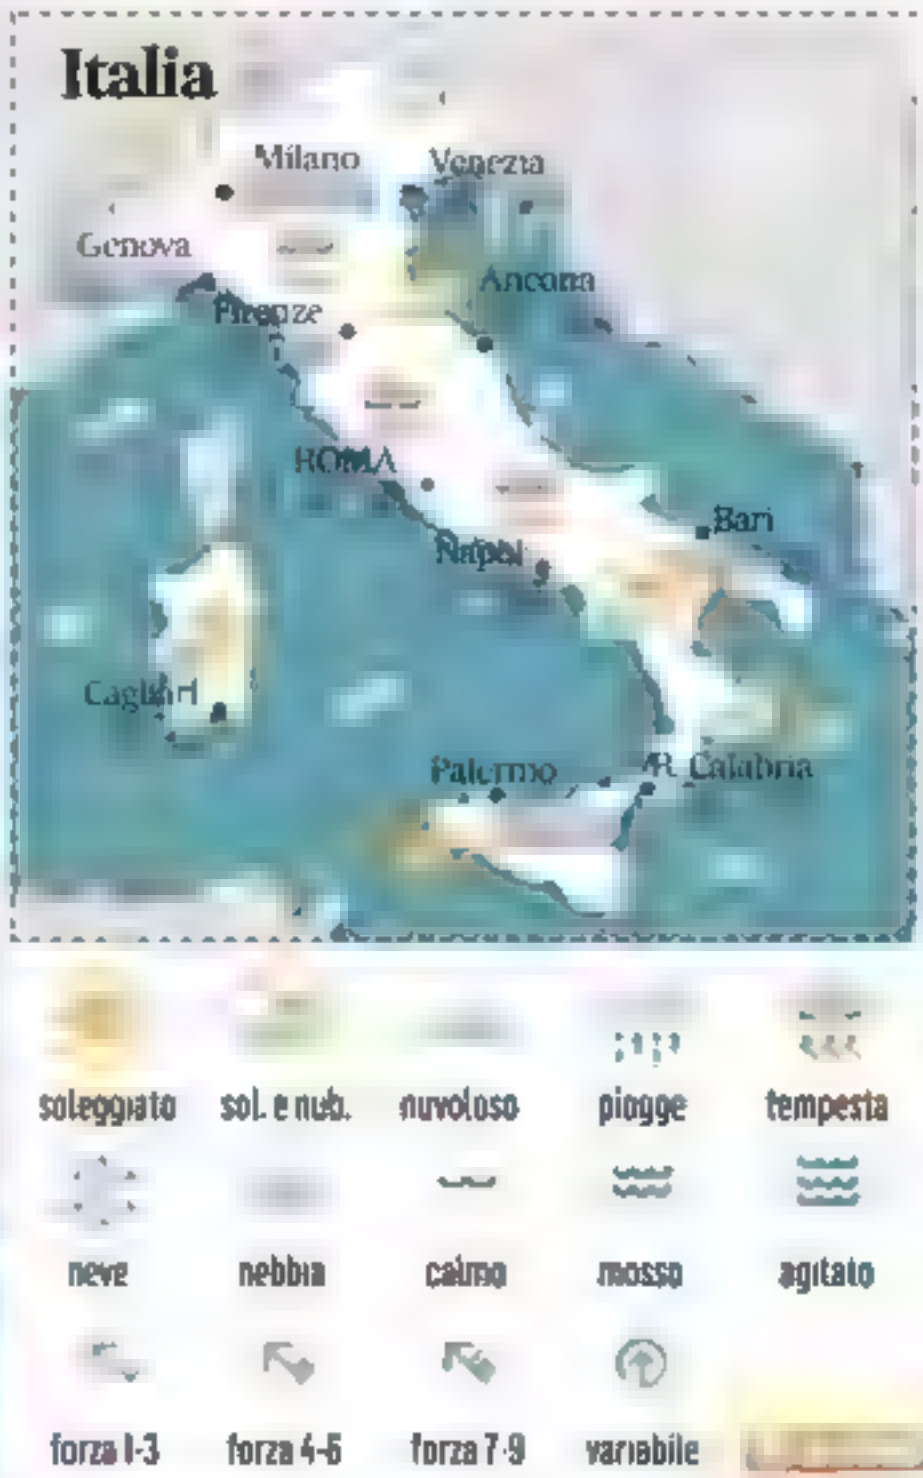 Italia
Milano
Venezia
Genova
Ancona
Firenze
ROMA
Bari
Napoli
Cagliari
Palermo
R. Calabria
soleggiato
sol. e nub.
nuvoloso
piogge
tempesta
neve
nebbia
calmo
mosso
agitato
forza 1-3
forza 4-6
forza 7-9
variabile